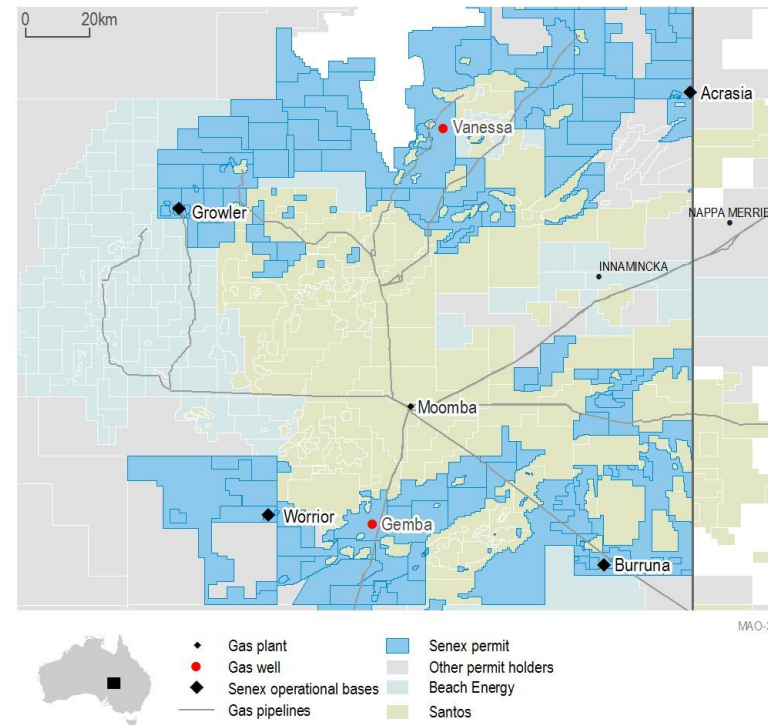 0 20km
Acrasia
Vanessa
Growler
NAPPA MERRIE
INNAMINCKA
Moomba
Worrior
Gemba
Burruna
MAO-
Gas plant
Gas well
Senex operational bases
Gas pipelines
Senex permit
Other permit holders
Beach Energy
Santos